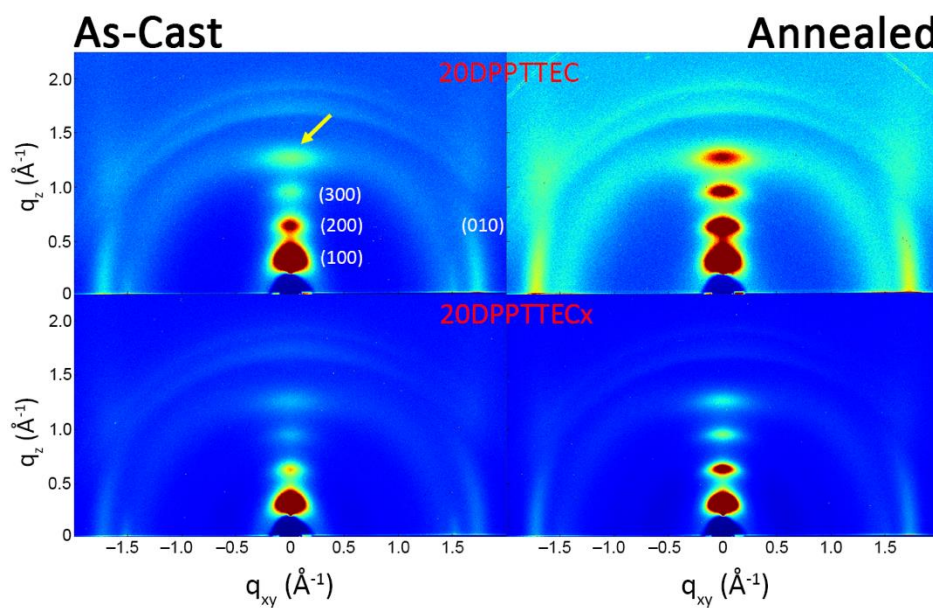 As-Cast Annealed
20DPPTTEC
2.0
1.5
1.0
0.5
0
q_z (Å⁻¹)
(300)
(200) (010)
(100)
20DPPTTECx
2.0
1.5
1.0
0.5
0
q_z (Å⁻¹)
−1.5 −1.0 −0.5 0 0.5 1.0 1.5 −1.5 −1.0 −0.5 0 0.5 1.0 1.5
q_xy (Å⁻¹) q_xy (Å⁻¹)